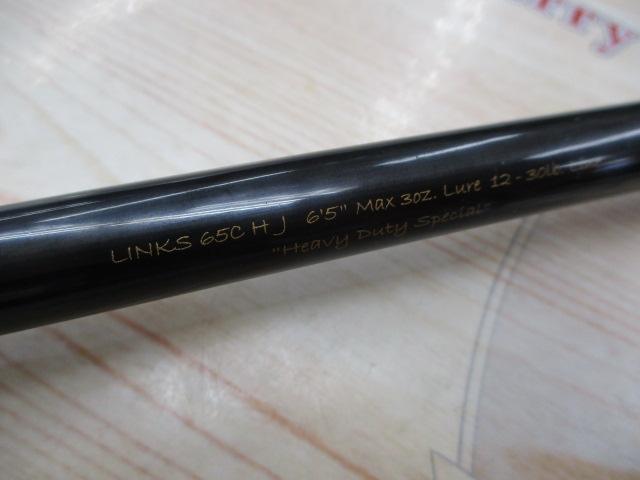 LINKS 65C H J 6'5" Max 3oz. Lure 12-30lb.
"Heavy Duty Special"